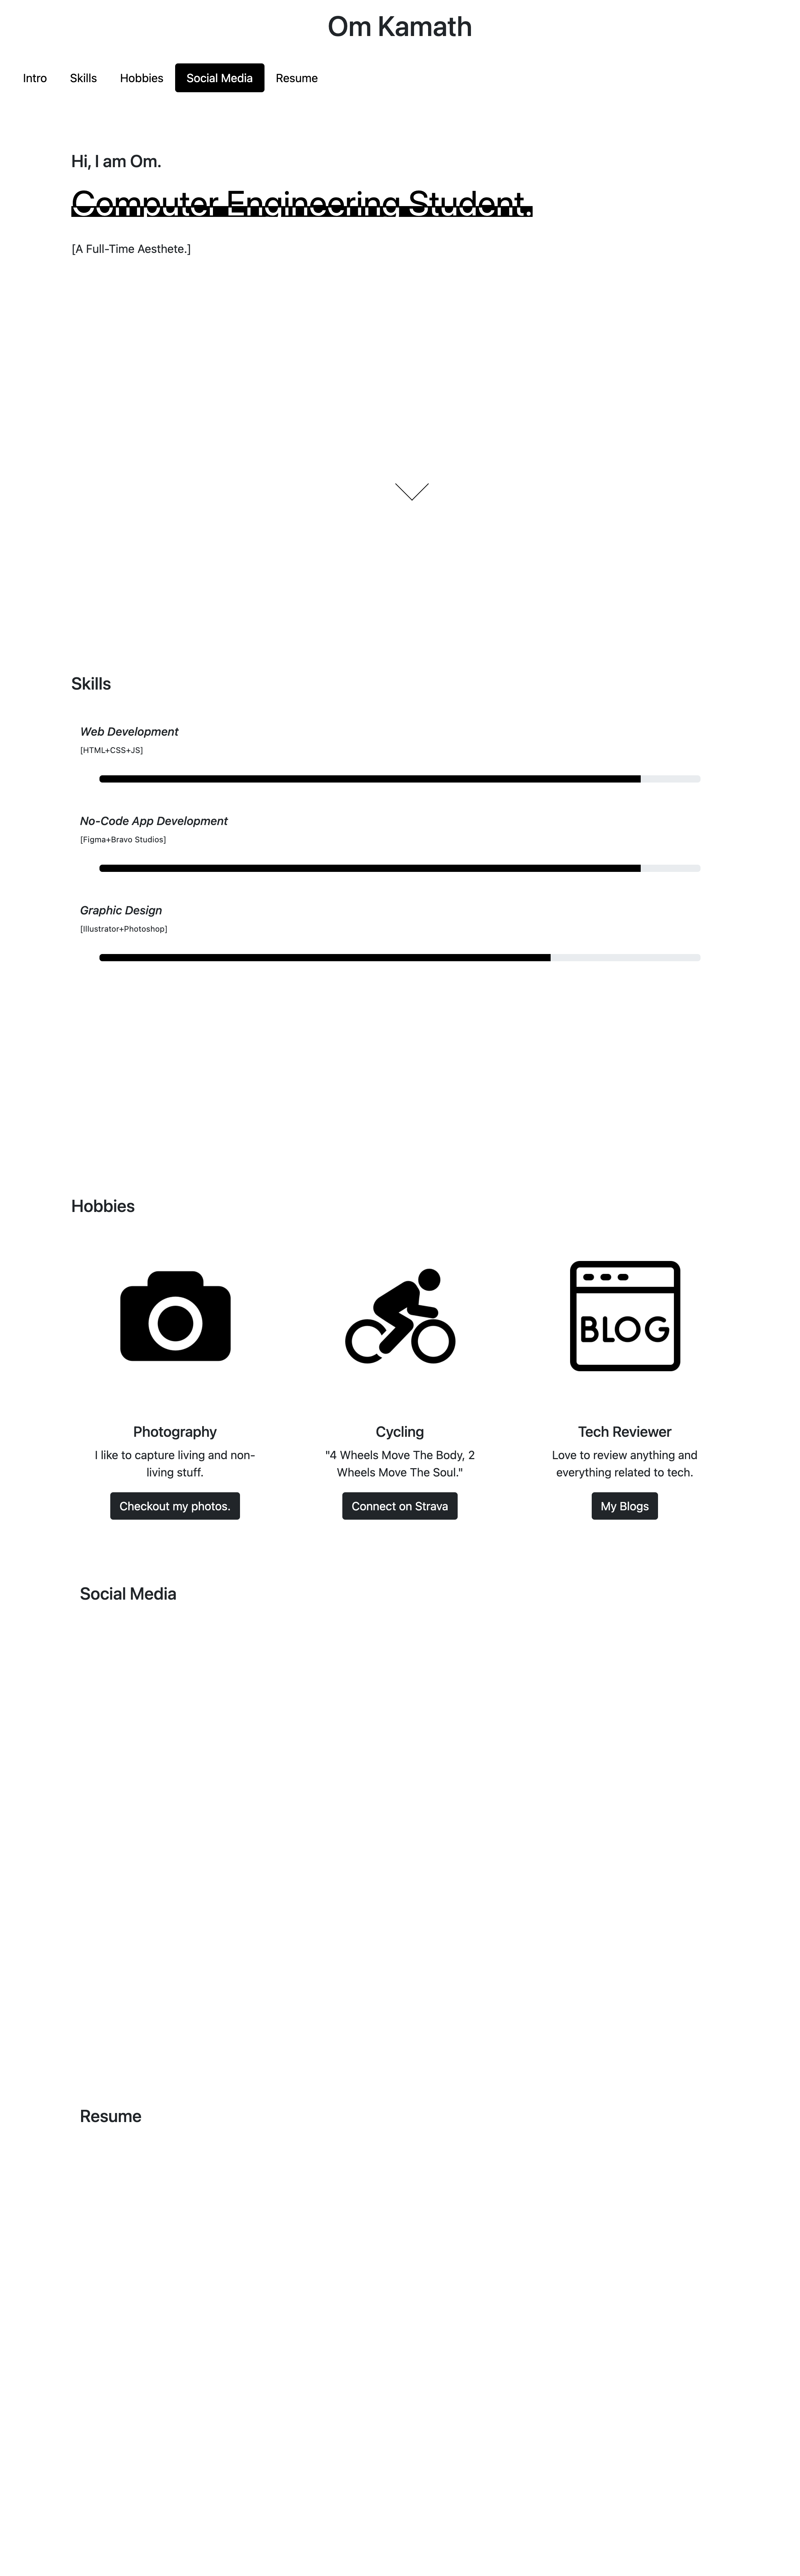 Om Kamath
Intro Skills Hobbies Social Media Resume
Hi, I am Om.
Computer Engineering Student.
[A Full-Time Aesthete.]
Skills
Web Development
[HTML+CSS+JS]
No-Code App Development
[Figma+Bravo Studios]
Graphic Design
[Illustrator+Photoshop]
Hobbies
BLOG
Photography
I like to capture living and non-
living stuff.
Checkout my photos.
Cycling
"4 Wheels Move The Body, 2
Wheels Move The Soul."
Connect on Strava
Tech Reviewer
Love to review anything and
everything related to tech.
My Blogs
Social Media
Resume